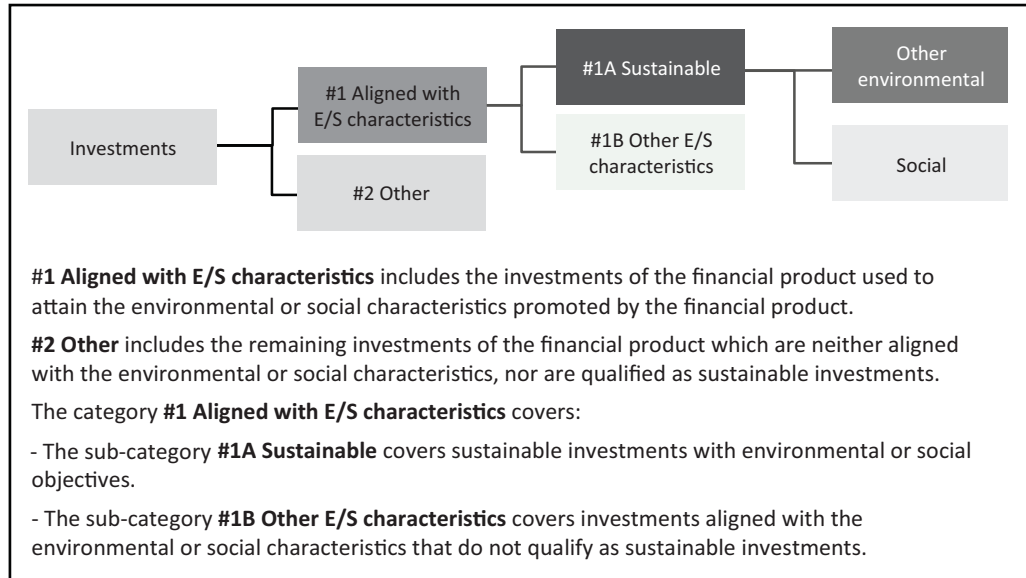 Investments
#1 Aligned with
E/S characteristics
#2 Other
#1A Sustainable
#1B Other E/S
characteristics
Other
environmental
Social
#1 Aligned with E/S characteristics includes the investments of the financial product used to
attain the environmental or social characteristics promoted by the financial product.
#2 Other includes the remaining investments of the financial product which are neither aligned
with the environmental or social characteristics, nor are qualified as sustainable investments.
The category #1 Aligned with E/S characteristics covers:
- The sub-category #1A Sustainable covers sustainable investments with environmental or social
objectives.
- The sub-category #1B Other E/S characteristics covers investments aligned with the
environmental or social characteristics that do not qualify as sustainable investments.